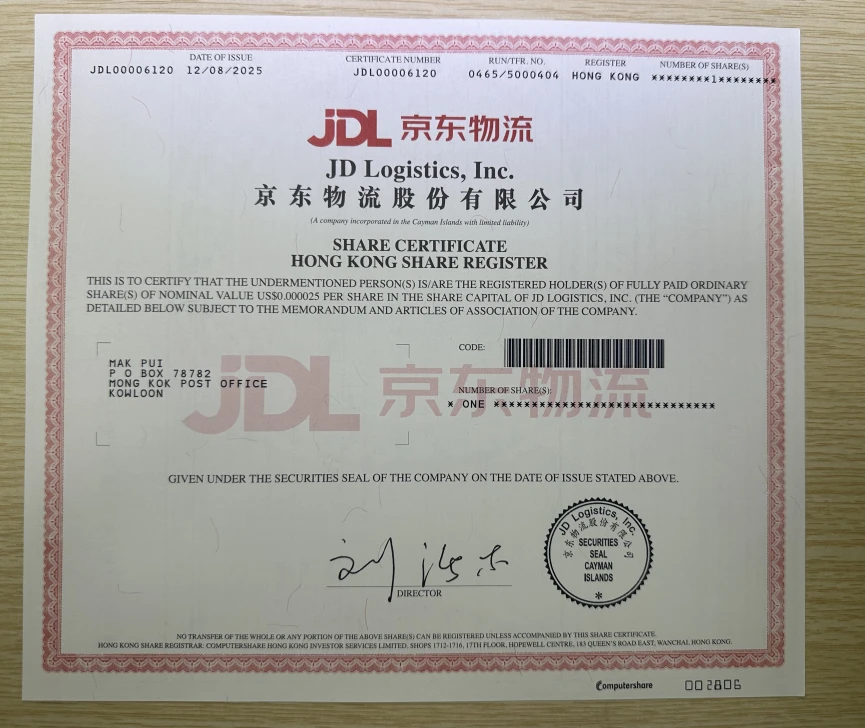 DATE OF ISSUE CERTIFICATE NUMBER RUN/TFR. NO. REGISTER NUMBER OF SHARE(S)
JDL00006120 12/08/2025 JDL00006120 0465/5000404 HONG KONG ********1********
JDL 京东物流
JD Logistics, Inc.
京东物流股份有限公司
(A company incorporated in the Cayman Islands with limited liability)
SHARE CERTIFICATE
HONG KONG SHARE REGISTER
THIS IS TO CERTIFY THAT THE UNDERMENTIONED PERSON(S) IS/ARE THE REGISTERED HOLDER(S) OF FULLY PAID ORDINARY
SHARE(S) OF NOMINAL VALUE US$0.000025 PER SHARE IN THE SHARE CAPITAL OF JD LOGISTICS, INC. (THE “COMPANY”) AS
DETAILED BELOW SUBJECT TO THE MEMORANDUM AND ARTICLES OF ASSOCIATION OF THE COMPANY.
CODE:
MAK PUI
P O BOX 78782
MONG KOK POST OFFICE
KOWLOON
JDL 京东物流
NUMBER OF SHARE(S):
* ONE *****************************
GIVEN UNDER THE SECURITIES SEAL OF THE COMPANY ON THE DATE OF ISSUE STATED ABOVE.
JD Logistics, Inc.
京东物流股份有限公司
SECURITIES
SEAL
CAYMAN
ISLANDS
*
DIRECTOR
NO TRANSFER OF THE WHOLE OR ANY PORTION OF THE ABOVE SHARE(S) CAN BE REGISTERED UNLESS ACCOMPANIED BY THIS SHARE CERTIFICATE.
HONG KONG SHARE REGISTRAR: COMPUTERSHARE HONG KONG INVESTOR SERVICES LIMITED, SHOPS 1712-1716, 17TH FLOOR, HOPEWELL CENTRE, 183 QUEEN'S ROAD EAST, WANCHAI, HONG KONG.
Computershare 002806